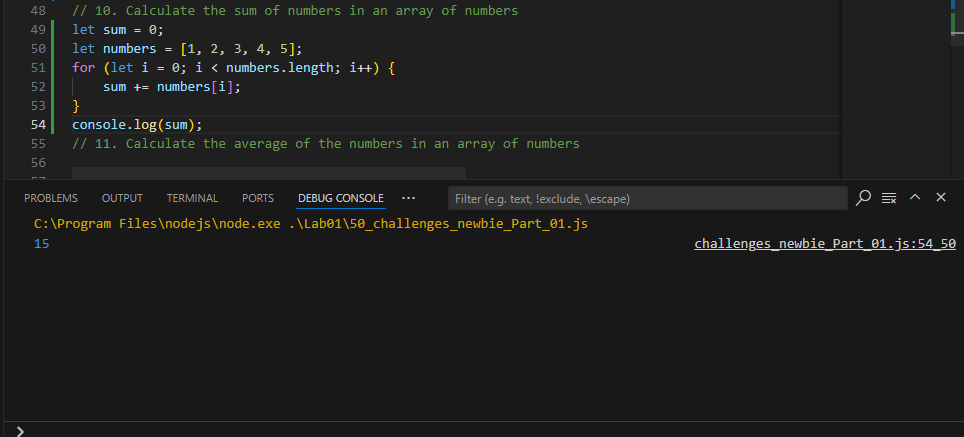 48 // 10. Calculate the sum of numbers in an array of numbers
49 let sum = 0;
50 let numbers = [1, 2, 3, 4, 5];
51 for (let i = 0; i < numbers.length; i++) {
52     sum += numbers[i];
53 }
54 console.log(sum);
55 // 11. Calculate the average of the numbers in an array of numbers
56
PROBLEMS OUTPUT TERMINAL PORTS DEBUG CONSOLE ··· Filter (e.g. text, !exclude, \escape)
C:\Program Files\nodejs\node.exe .\Lab01\50_challenges_newbie_Part_01.js
15 challenges_newbie_Part_01.js:54_50